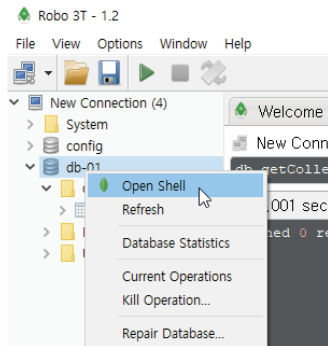 Robo 3T - 1.2
File View Options Window Help
New Connection (4)
System
config
db-01
Welcome
New Conn
db.getColle
.001 sec
ned 0 re
Open Shell
Refresh
Database Statistics
Current Operations
Kill Operation...
Repair Database...